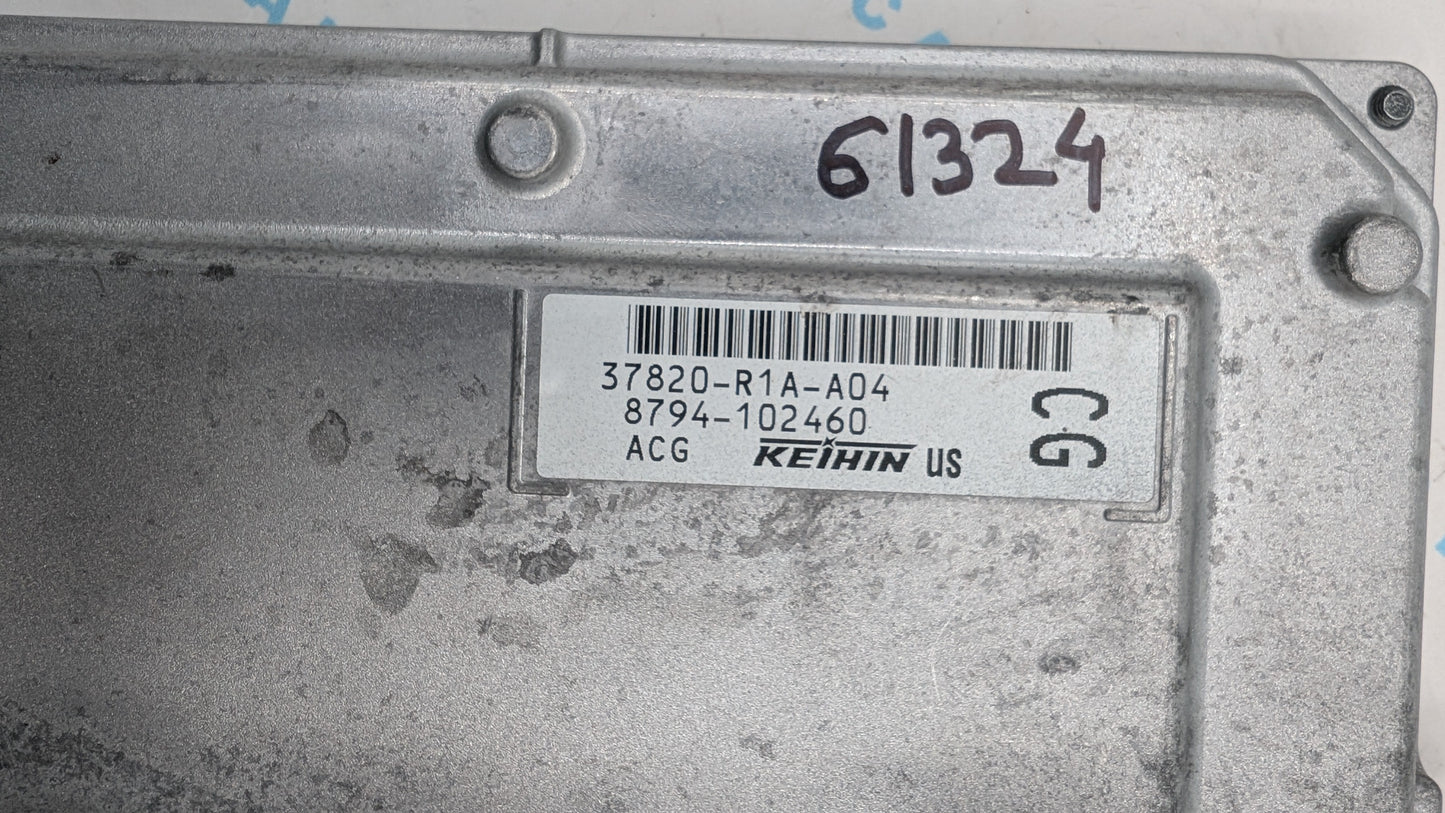 61324
37820-R1A-A04
8794-102460
ACG KEIHIN US
CG